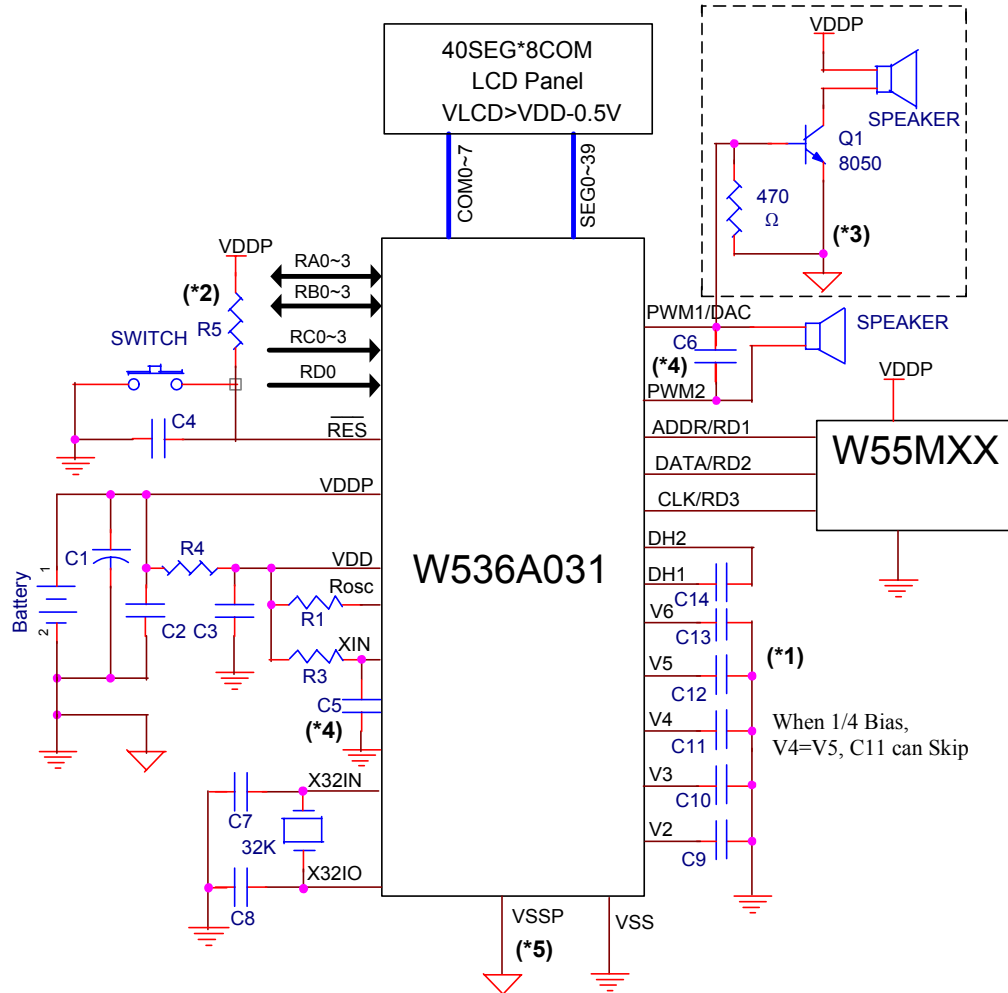 40SEG*8COM
LCD Panel
VLCD>VDD-0.5V
COM0~7
SEG0~39
VDDP
SPEAKER
Q1
8050
470
Ω
(*3)
VDDP
(*2)
R5
SWITCH
C4
RES
RA0~3
RB0~3
RC0~3
RD0
PWM1/DAC
C6
(*4)
PWM2
SPEAKER
VDDP
ADDR/RD1
DATA/RD2
CLK/RD3
W55MXX
W536A031
VDDP
C1
R4
VDD
Rosc
R1
Battery
1
2
C2
C3
XIN
R3
C5
(*4)
DH2
DH1
C14
V6
C13
(*1)
V5
C12
V4
C11
When 1/4 Bias,
V4=V5, C11 can Skip
V3
C10
V2
C9
X32IN
C7
32K
X32IO
C8
VSSP
(*5)
VSS